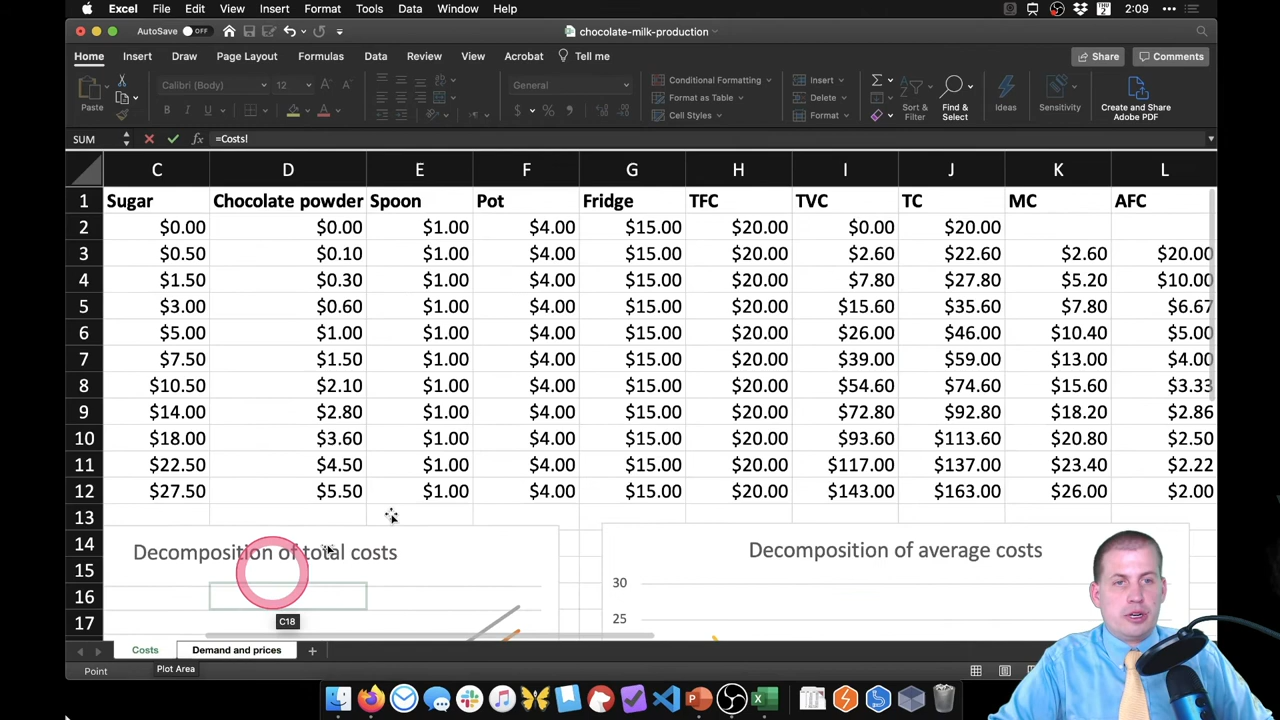 Excel File Edit View Insert Format Tools Data Window Help THU 2 2:09
AutoSave OFF chocolate-milk-production
Home Insert Draw Page Layout Formulas Data Review View Acrobat Tell me Share Comments
Paste Calibri (Body) 12 General Conditional Formatting Format as Table Cell Styles Insert Delete Format Sort & Filter Find & Select Ideas Sensitivity Create and Share Adobe PDF
SUM fx =Costs!
C D E F G H I J K L
1 Sugar Chocolate powder Spoon Pot Fridge TFC TVC TC MC AFC
2 $0.00 $0.00 $1.00 $4.00 $15.00 $20.00 $0.00 $20.00
3 $0.50 $0.10 $1.00 $4.00 $15.00 $20.00 $2.60 $22.60 $2.60 $20.00
4 $1.50 $0.30 $1.00 $4.00 $15.00 $20.00 $7.80 $27.80 $5.20 $10.00
5 $3.00 $0.60 $1.00 $4.00 $15.00 $20.00 $15.60 $35.60 $7.80 $6.67
6 $5.00 $1.00 $1.00 $4.00 $15.00 $20.00 $26.00 $46.00 $10.40 $5.00
7 $7.50 $1.50 $1.00 $4.00 $15.00 $20.00 $39.00 $59.00 $13.00 $4.00
8 $10.50 $2.10 $1.00 $4.00 $15.00 $20.00 $54.60 $74.60 $15.60 $3.33
9 $14.00 $2.80 $1.00 $4.00 $15.00 $20.00 $72.80 $92.80 $18.20 $2.86
10 $18.00 $3.60 $1.00 $4.00 $15.00 $20.00 $93.60 $113.60 $20.80 $2.50
11 $22.50 $4.50 $1.00 $4.00 $15.00 $20.00 $117.00 $137.00 $23.40 $2.22
12 $27.50 $5.50 $1.00 $4.00 $15.00 $20.00 $143.00 $163.00 $26.00 $2.00
13
14 Decomposition of total costs Decomposition of average costs
15 30
16
17 25
C18
Costs Demand and prices
Point Plot Area